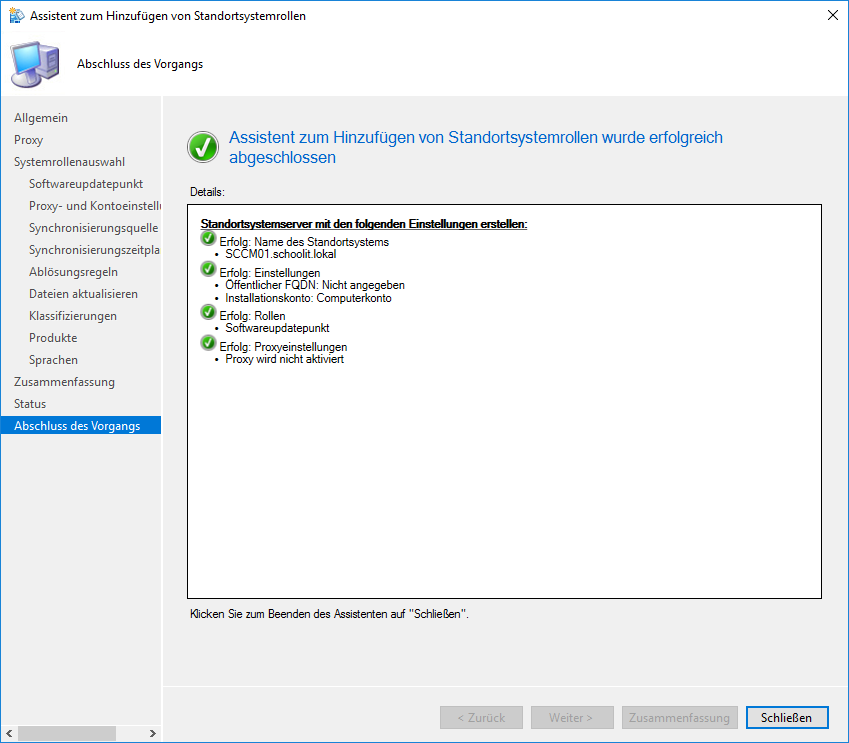 Assistent zum Hinzufügen von Standortsystemrollen
Abschluss des Vorgangs
Allgemein
Proxy
Systemrollenauswahl
Softwareupdatepunkt
Proxy- und Kontoeinstell
Synchronisierungsquelle
Synchronisierungszeitpla
Ablösungsregeln
Dateien aktualisieren
Klassifizierungen
Produkte
Sprachen
Zusammenfassung
Status
Abschluss des Vorgangs
Assistent zum Hinzufügen von Standortsystemrollen wurde erfolgreich
abgeschlossen
Details:
Standortsystemserver mit den folgenden Einstellungen erstellen:
Erfolg: Name des Standortsystems
• SCCM01.schoolit.lokal
Erfolg: Einstellungen
• Öffentlicher FQDN: Nicht angegeben
• Installationskonto: Computerkonto
Erfolg: Rollen
• Softwareupdatepunkt
Erfolg: Proxyeinstellungen
• Proxy wird nicht aktiviert
Klicken Sie zum Beenden des Assistenten auf "Schließen".
< Zurück
Weiter >
Zusammenfassung
Schließen